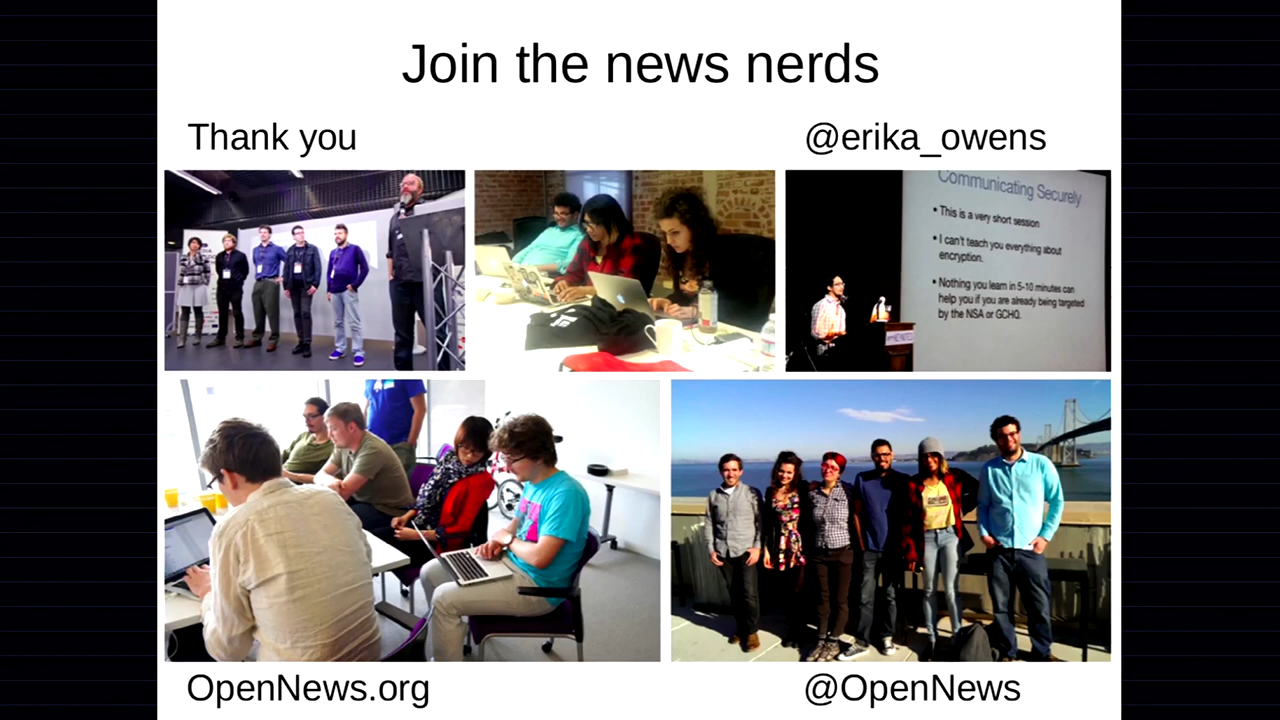 Join the news nerds
Thank you
@erika_owens
Communicating Securely
• This is a very short session
• I can't teach you everything about
encryption.
• Nothing you learn in 5-10 minutes can
help you if you are already being targeted
by the NSA or GCHQ.
OpenNews.org
@OpenNews